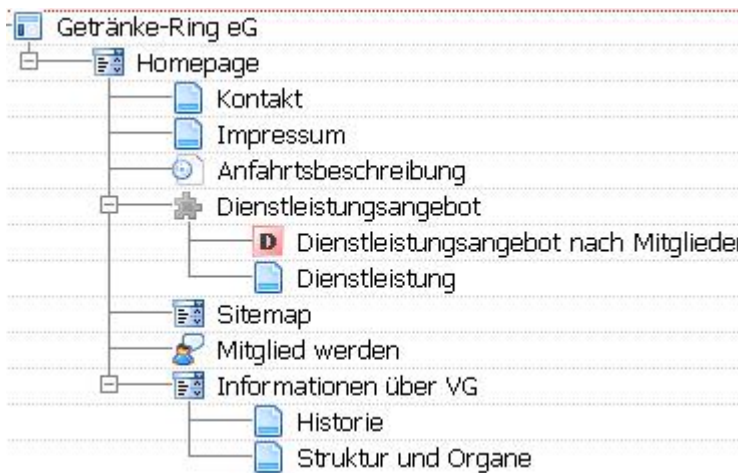 Getränke-Ring eG
Homepage
Kontakt
Impressum
Anfahrtsbeschreibung
Dienstleistungsangebot
D Dienstleistungsangebot nach
Dienstleistung
Sitemap
Mitglied werden
Informationen über VG
Historie
Struktur und Organe